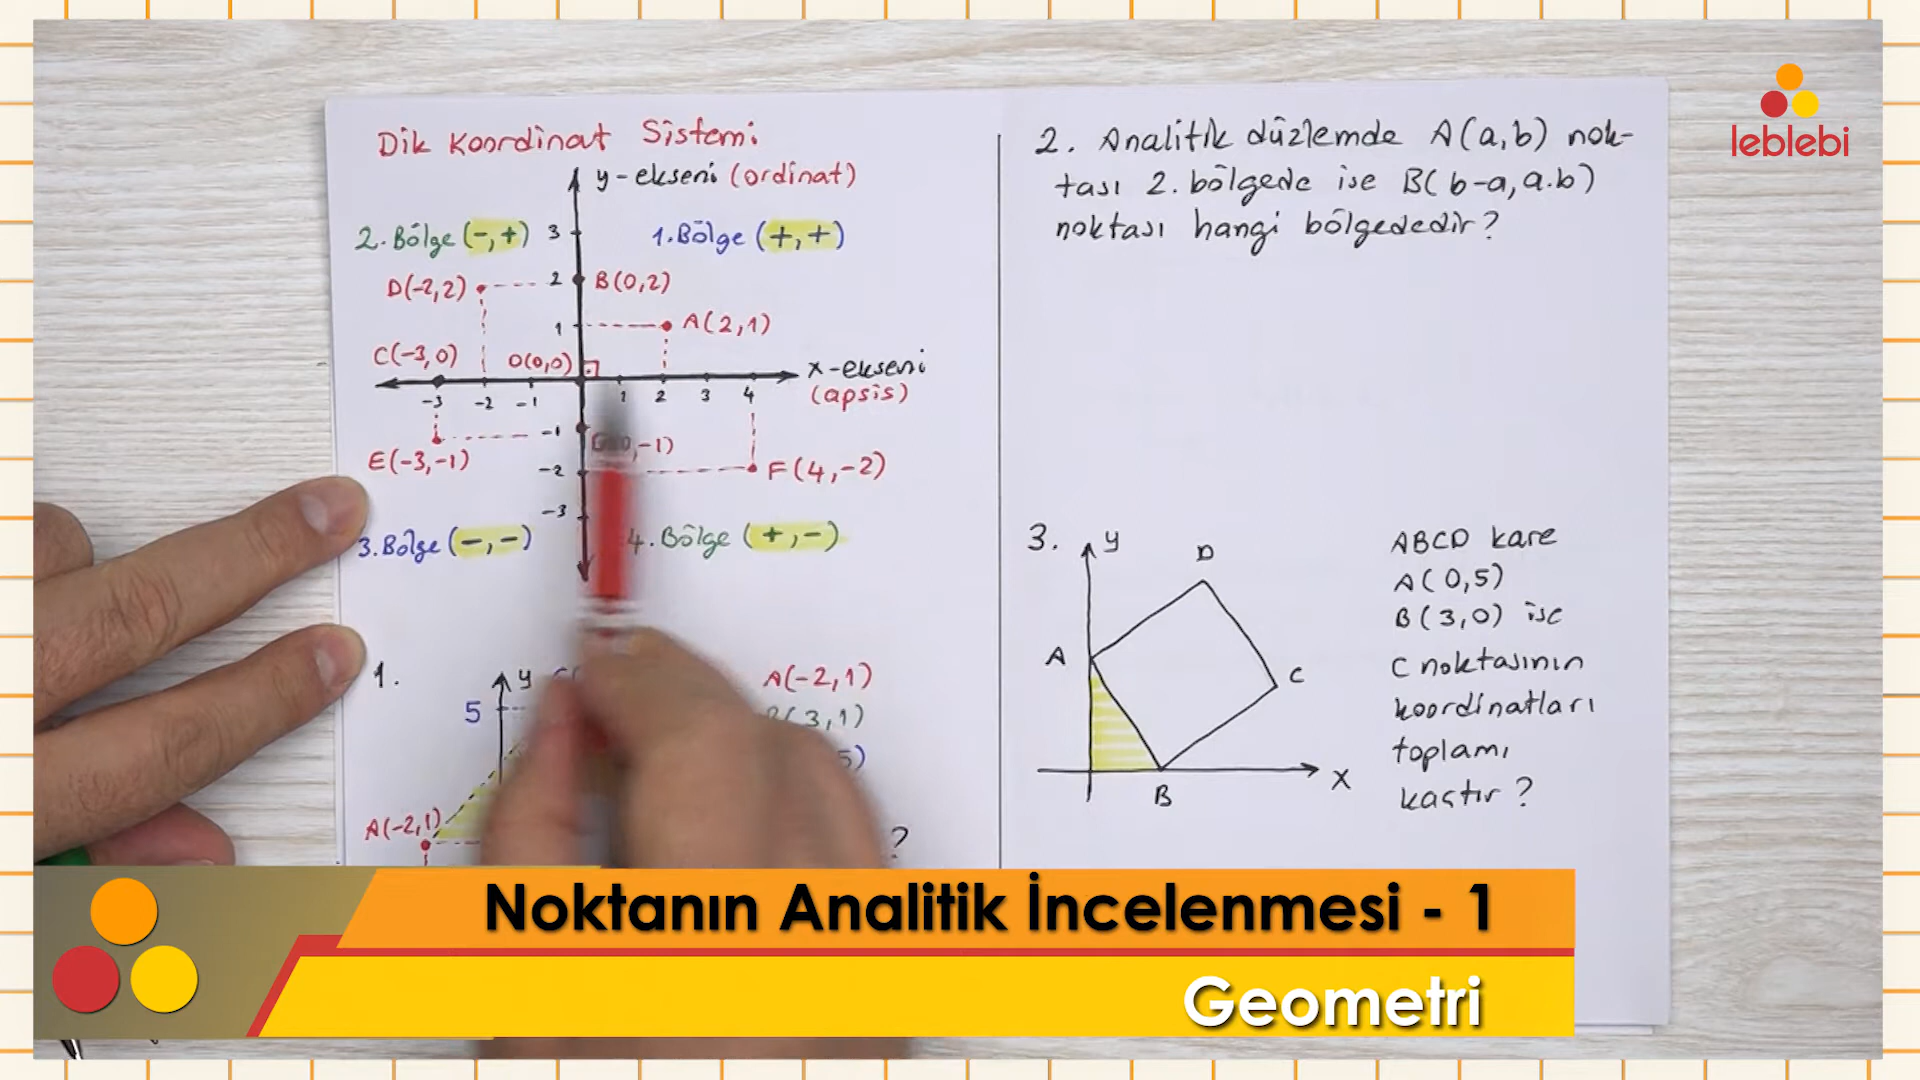 leblebi
Dik Koordinat Sistemi
y-ekseni (ordinat)
2. Bölge (-,+)
3
1. Bölge (+,+)
D(-2,2)
2
B(0,2)
1
A(2,1)
C(-3,0)
O(0,0)
x-ekseni
(apsis)
-3 -2 -1
1 2 3 4
-1
,-1)
E(-3,-1)
-2
F(4,-2)
-3
3. Bölge (-,-)
4. Bölge (+,-)
1.
y
5
A(-2,1)
3,1)
5)
A(-2,1)
?
2. Analitik düzlemde A(a,b) nok-
tası 2. bölgede ise B(b-a,a.b)
noktası hangi bölgededir?
3.
y
D
A
C
B
x
ABCD kare
A(0,5)
B(3,0) ise
C noktasının
koordinatları
toplamı
kaçtır?
Noktanın Analitik İncelenmesi - 1
Geometri